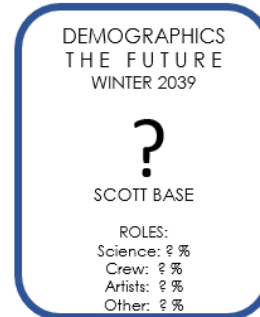 DEMOGRAPHICS
THE FUTURE
WINTER 2039
?
SCOTT BASE
ROLES:
Science: ? %
Crew: ? %
Artists: ? %
Other: ? %